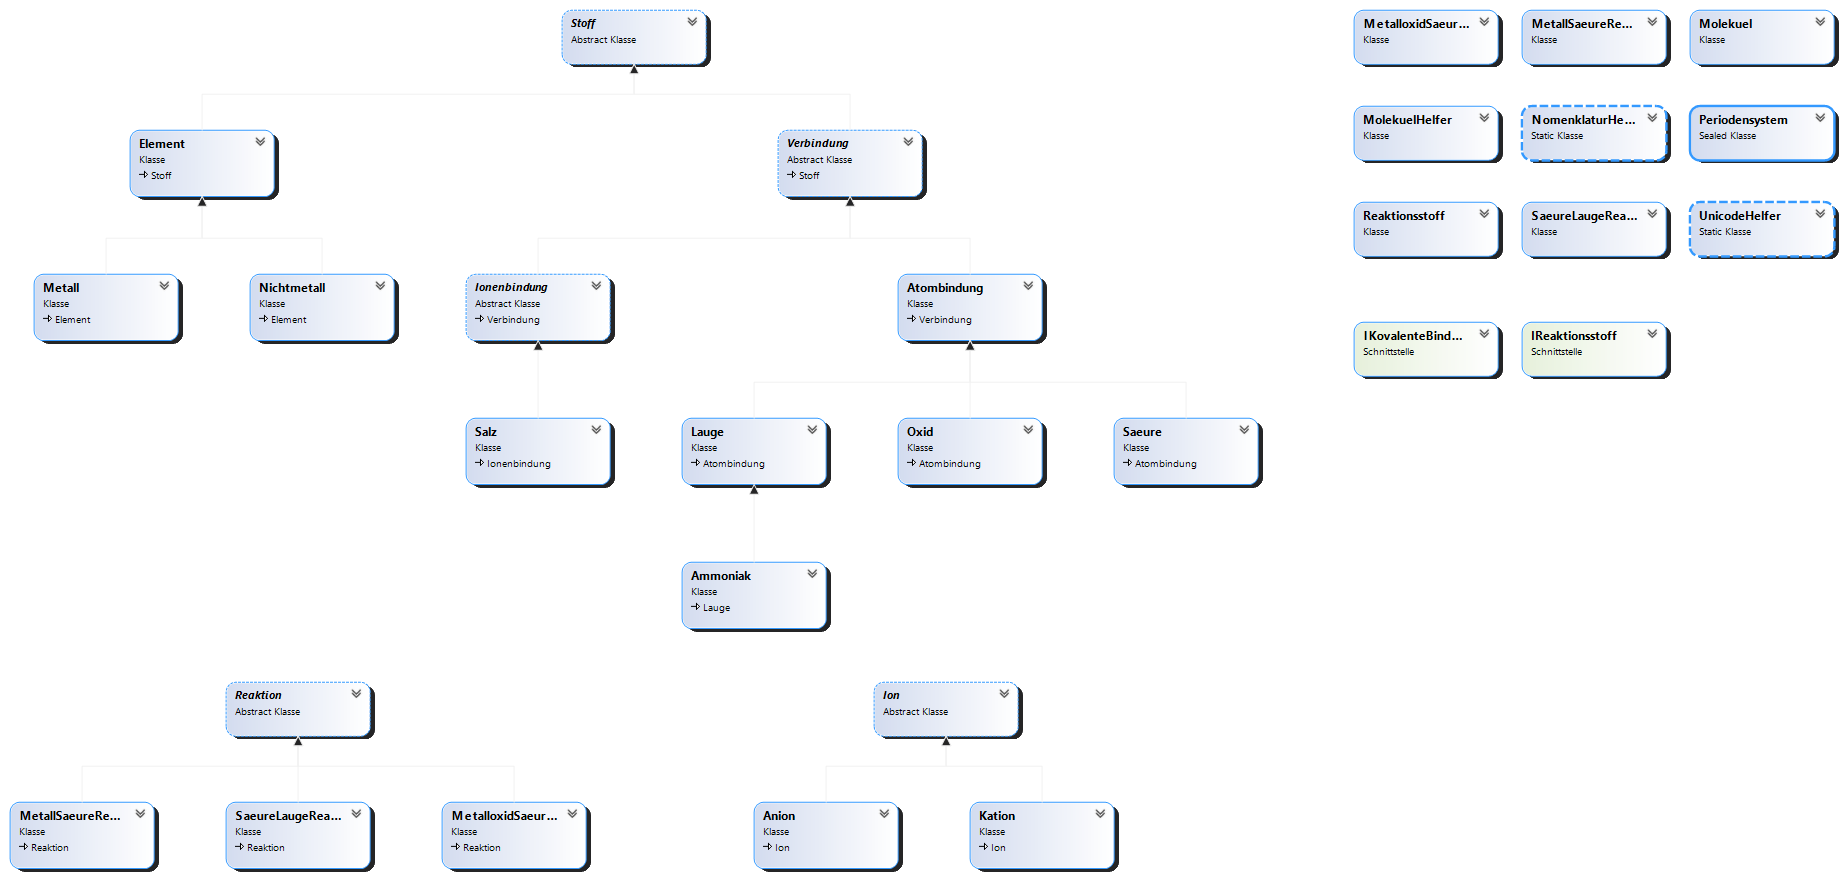 Stoff
Abstract Klasse
MetalloxidSaeur...
Klasse
MetallSaeureRe...
Klasse
Molekuel
Klasse
MolekuelHelfer
Klasse
NomenklaturHe...
Static Klasse
Periodensystem
Sealed Klasse
Element
Klasse
Stoff
Verbindung
Abstract Klasse
Stoff
Reaktionsstoff
Klasse
SaeureLaugeRea...
Klasse
UnicodeHelfer
Static Klasse
Metall
Klasse
Element
Nichtmetall
Klasse
Element
Ionenbindung
Abstract Klasse
Verbindung
Atombindung
Klasse
Verbindung
IKovalenteBind...
Schnittstelle
IReaktionsstoff
Schnittstelle
Salz
Klasse
Ionenbindung
Lauge
Klasse
Atombindung
Oxid
Klasse
Atombindung
Saeure
Klasse
Atombindung
Ammoniak
Klasse
Lauge
Reaktion
Abstract Klasse
Ion
Abstract Klasse
MetallSaeureRe...
Klasse
Reaktion
SaeureLaugeRea...
Klasse
Reaktion
MetalloxidSaeur...
Klasse
Reaktion
Anion
Klasse
Ion
Kation
Klasse
Ion